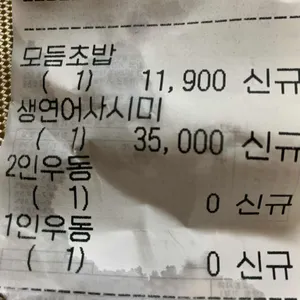 모듬초밥
( 1) 11,900 신규
생연어사시미
( 1) 35,000 신규
2인우동
( 1) 0 신규
1인우동
( 1) 0 신규